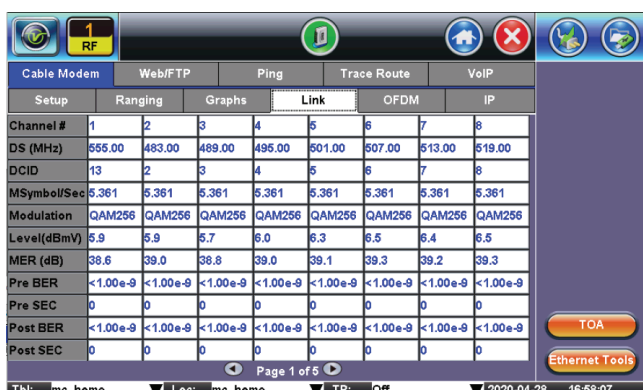 1
RF
Cable Modem Web/FTP Ping Trace Route VoIP
Setup Ranging Graphs Link OFDM IP
Channel # 1 2 3 4 5 6 7 8
DS (MHz) 555.00 483.00 489.00 495.00 501.00 507.00 513.00 519.00
DCID 13 2 3 4 5 6 7 8
MSymbol/Sec 5.361 5.361 5.361 5.361 5.361 5.361 5.361 5.361
Modulation QAM256 QAM256 QAM256 QAM256 QAM256 QAM256 QAM256 QAM256
Level(dBmV) 5.9 5.9 5.7 6.0 6.3 6.5 6.4 6.5
MER (dB) 38.6 39.0 38.8 39.0 39.1 39.3 39.2 39.3
Pre BER <1.00e-9 <1.00e-9 <1.00e-9 <1.00e-9 <1.00e-9 <1.00e-9 <1.00e-9 <1.00e-9
Pre SEC 0 0 0 0 0 0 0 0
Post BER <1.00e-9 <1.00e-9 <1.00e-9 <1.00e-9 <1.00e-9 <1.00e-9 <1.00e-9 <1.00e-9
Post SEC 0 0 0 0 0 0 0 0
Page 1 of 5
TOA
Ethernet Tools
Tbl: mc_home Loc: mc_home TP: Off 2020-04-28 16:58:07